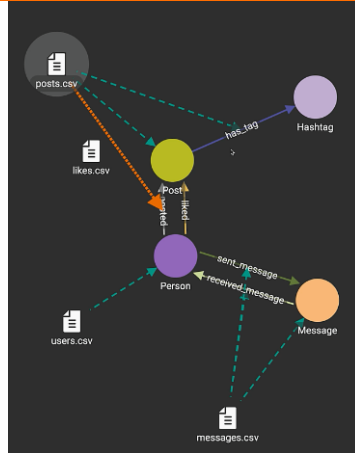 posts.csv
Hashtag
has_tag
likes.csv
Post
posted
liked
sent_message
received_message
Person
Message
users.csv
messages.csv